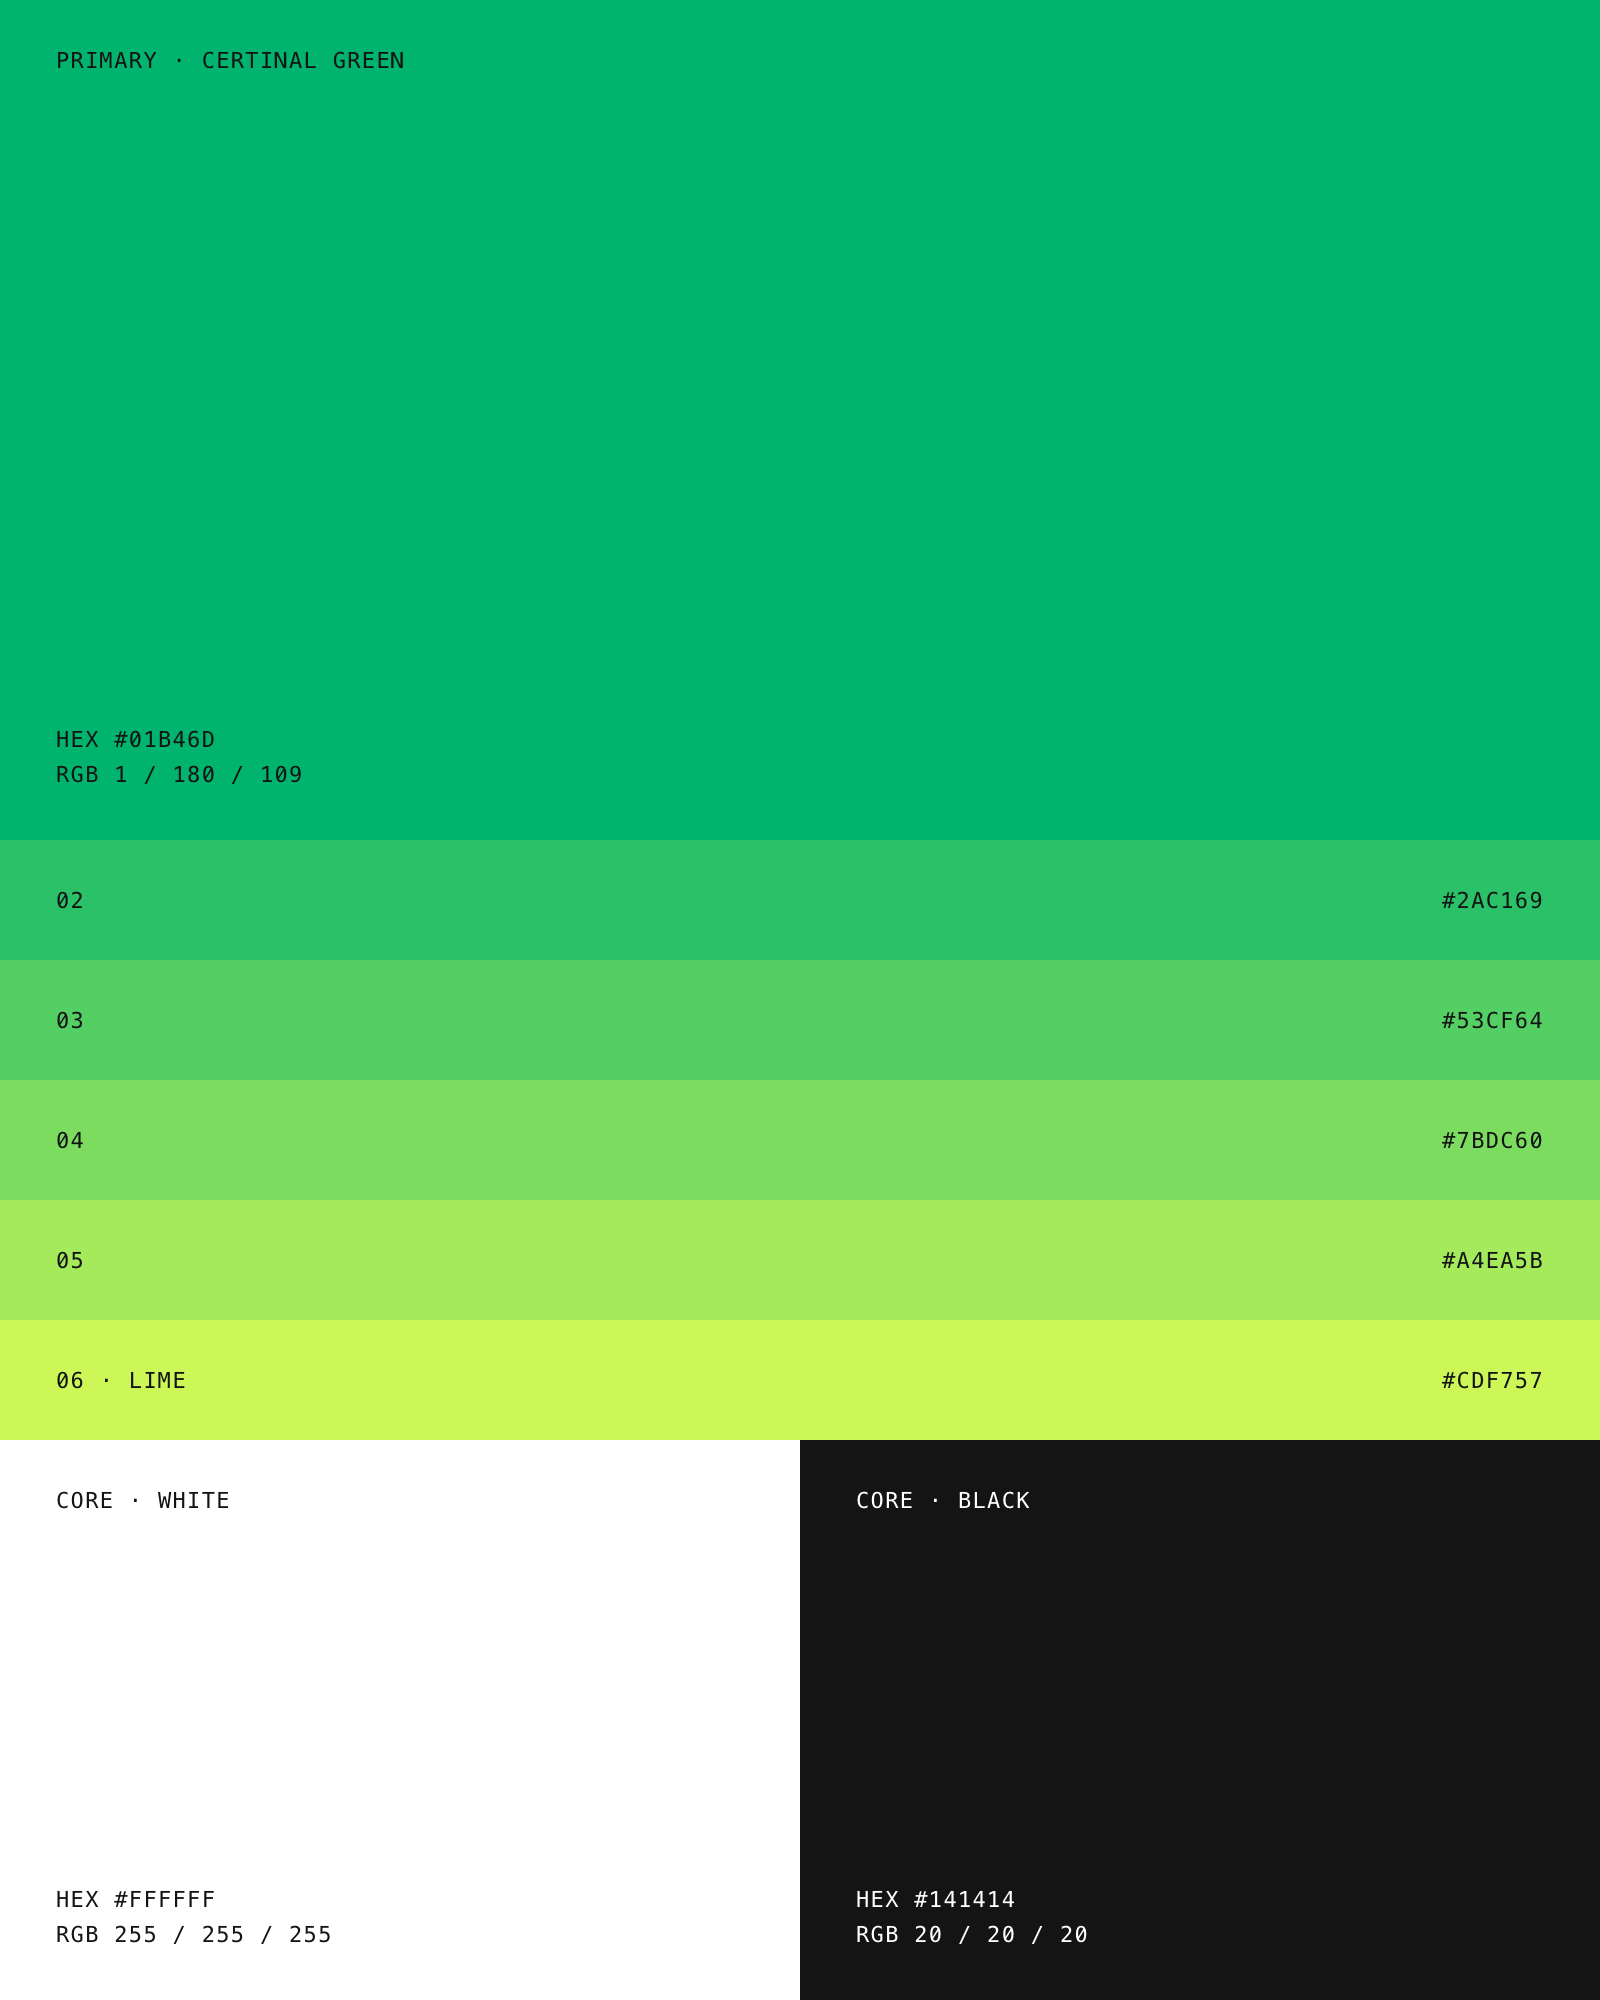 PRIMARY · CERTINAL GREEN
HEX #01B46D
RGB 1 / 180 / 109
02 #2AC169
03 #53CF64
04 #7BDC60
05 #A4EA5B
06 · LIME #CDF757
CORE · WHITE
HEX #FFFFFF
RGB 255 / 255 / 255
CORE · BLACK
HEX #141414
RGB 20 / 20 / 20